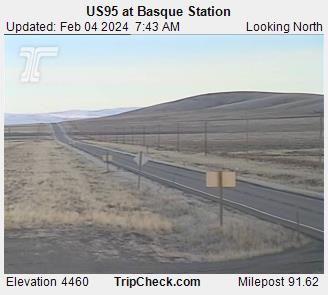 US95 at Basque Station
Updated: Feb 04 2024 7:43 AM Looking North
Elevation 4460 TripCheck.com Milepost 91.62